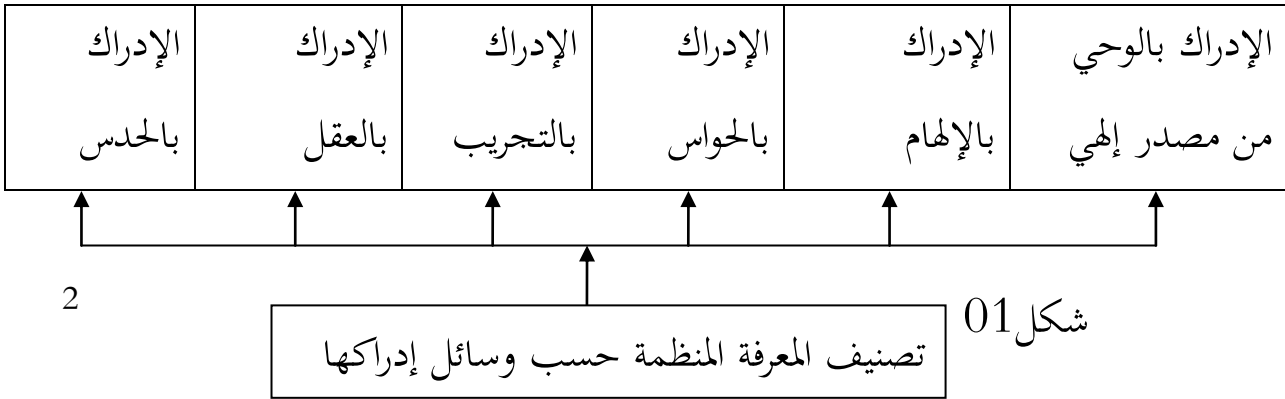 الإدراك بالوحي
من مصدر إلهي
الإدراك
بالإلهام
الإدراك
بالحواس
الإدراك
بالتجريب
الإدراك
بالعقل
الإدراك
بالحدس
شكل01
2
تصنيف المعرفة المنظمة حسب وسائل إدراكها